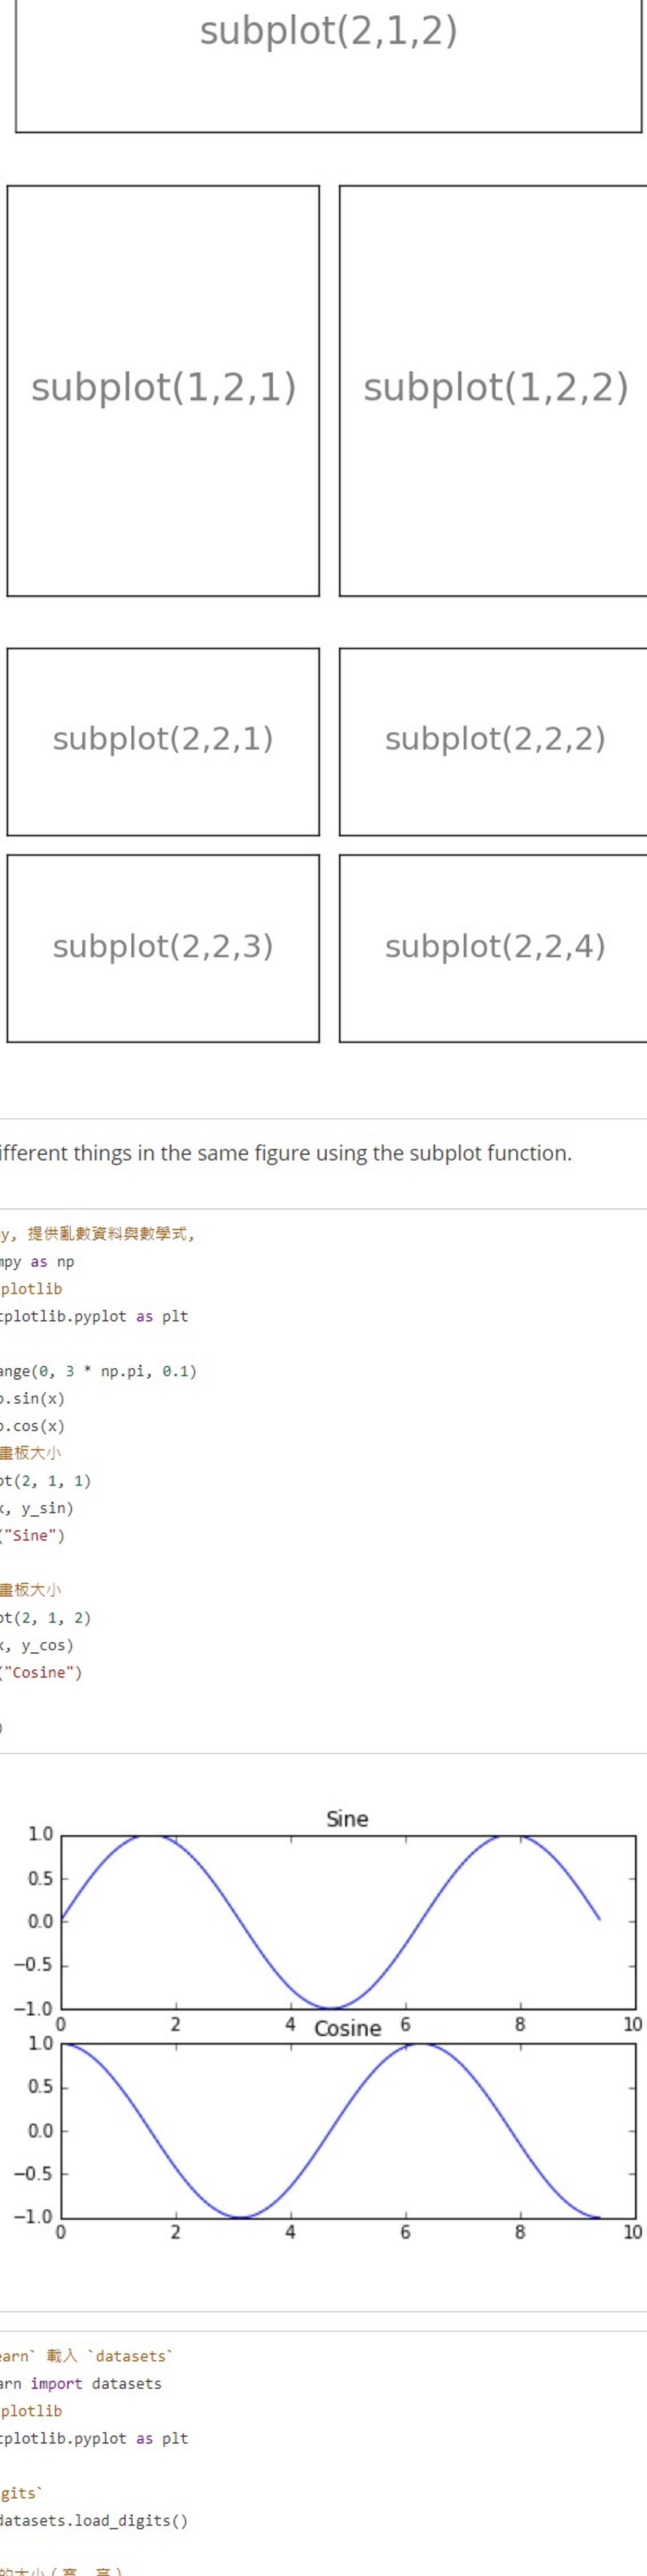 subplot(2,1,2)
subplot(1,2,1) subplot(1,2,2)
subplot(2,2,1) subplot(2,2,2)
subplot(2,2,3) subplot(2,2,4)
ifferent things in the same figure using the subplot function.
y, 提供亂數資料與數學式,
mpy as np
plotlib
tplotlib.pyplot as plt
ange(0, 3 * np.pi, 0.1)
p.sin(x)
p.cos(x)
畫板大小
ot(2, 1, 1)
x, y_sin)
("Sine")
畫板大小
ot(2, 1, 2)
x, y_cos)
("Cosine")
)
Sine
1.0
0.5
0.0
−0.5
−1.0
0 2 4 6 8 10
Cosine
1.0
0.5
0.0
−0.5
−1.0
0 2 4 6 8 10
earn` 載入 `datasets`
arn import datasets
plotlib
tplotlib.pyplot as plt
gits`
datasets.load_digits()